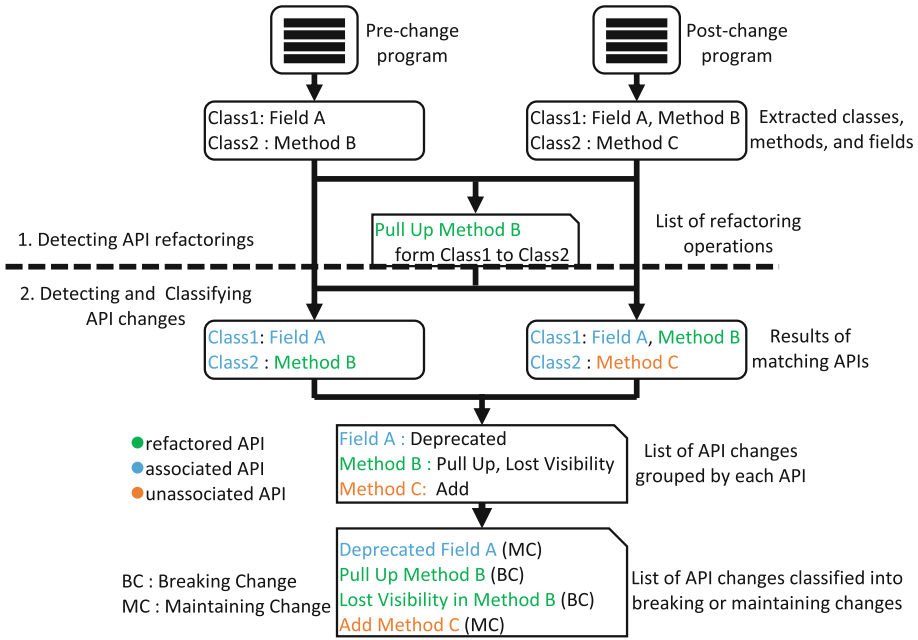 Pre-change
program
Post-change
program
Class1: Field A
Class2 : Method B
Class1: Field A, Method B
Class2 : Method C
Extracted classes,
methods, and fields
Pull Up Method B
form Class1 to Class2
List of refactoring
operations
1. Detecting API refactorings
2. Detecting and Classifying
API changes
Class1: Field A
Class2 : Method B
Class1: Field A, Method B
Class2 : Method C
Results of
matching APIs
refactored API
associated API
unassociated API
Field A : Deprecated
Method B : Pull Up, Lost Visibility
Method C: Add
List of API changes
grouped by each API
BC : Breaking Change
MC : Maintaining Change
Deprecated Field A (MC)
Pull Up Method B (BC)
Lost Visibility in Method B (BC)
Add Method C (MC)
List of API changes classified into
breaking or maintaining changes